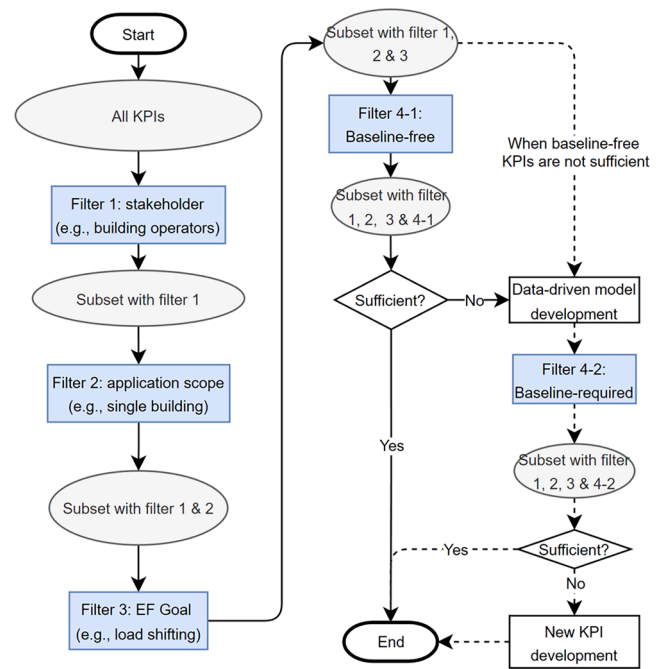 Start
All KPIs
Filter 1: stakeholder
(e.g., building operators)
Subset with filter 1
Filter 2: application scope
(e.g., single building)
Subset with filter 1 & 2
Filter 3: EF Goal
(e.g., load shifting)
Subset with filter 1,
2 & 3
Filter 4-1:
Baseline-free
Subset with filter
1, 2, 3 & 4-1
Sufficient?
No
Yes
When baseline-free
KPIs are not sufficient
Data-driven model
development
Filter 4-2:
Baseline-required
Subset with filter
1, 2, 3 & 4-2
Sufficient?
Yes
No
New KPI
development
End